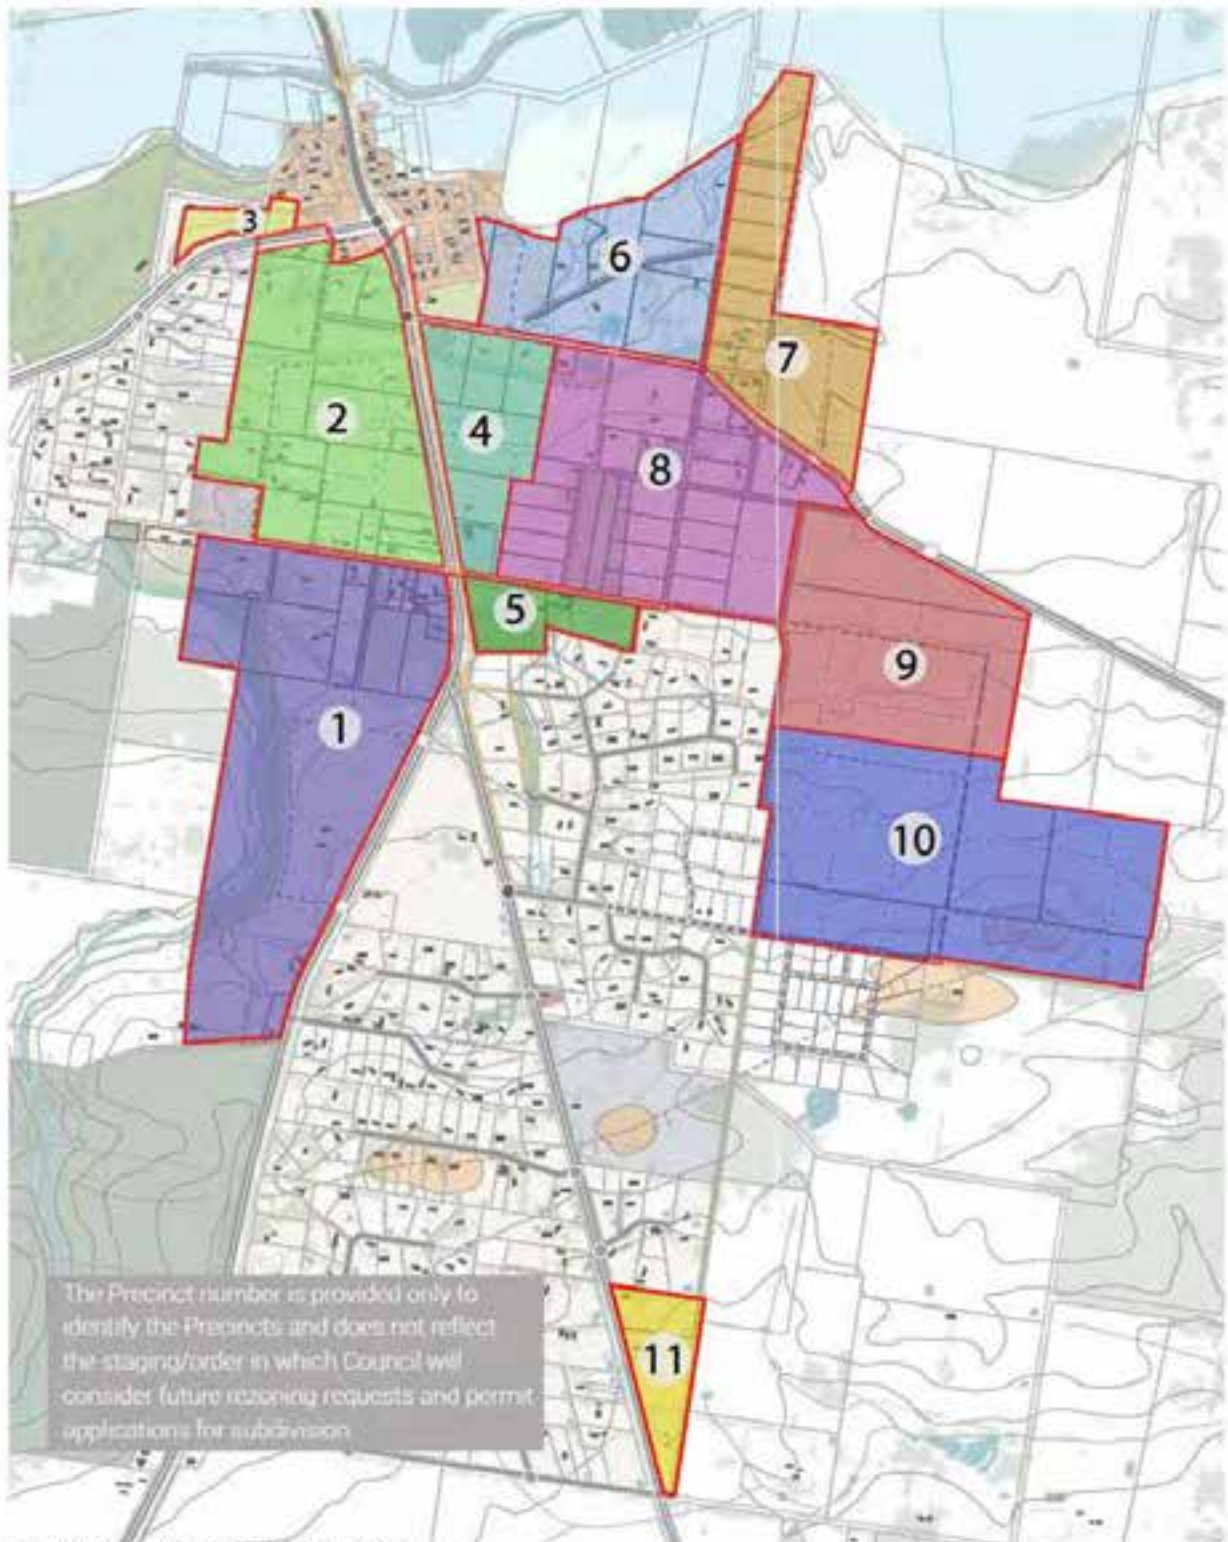 3
6
7
2
4
8
5
9
1
10
The Precinct number is provided only to
identify the Precincts and does not reflect
the staging/order in which Council will
consider future rezoning requests and permit
applications for subdivision
11